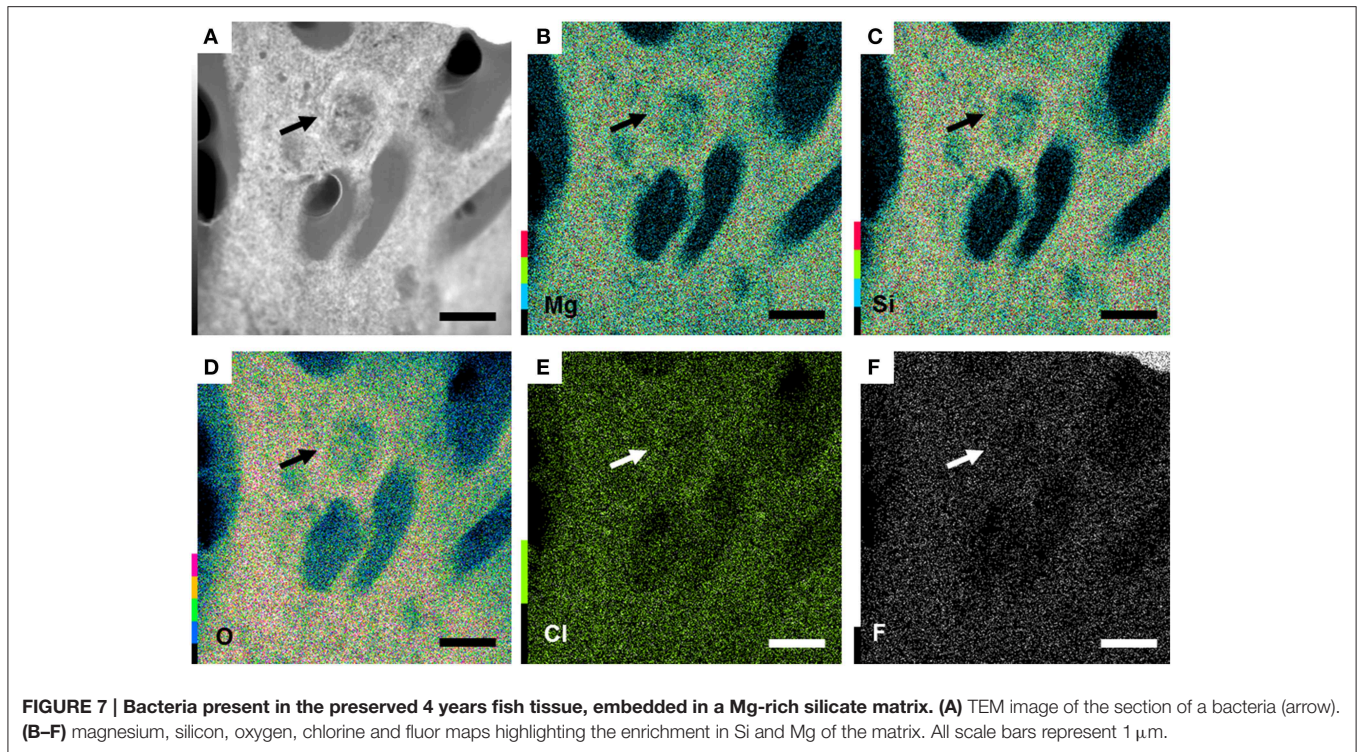 A
B
C
Mg
Si
D
E
F
O
Cl
F
FIGURE 7 | Bacteria present in the preserved 4 years fish tissue, embedded in a Mg-rich silicate matrix. (A) TEM image of the section of a bacteria (arrow).
(B–F) magnesium, silicon, oxygen, chlorine and fluor maps highlighting the enrichment in Si and Mg of the matrix. All scale bars represent 1 μm.